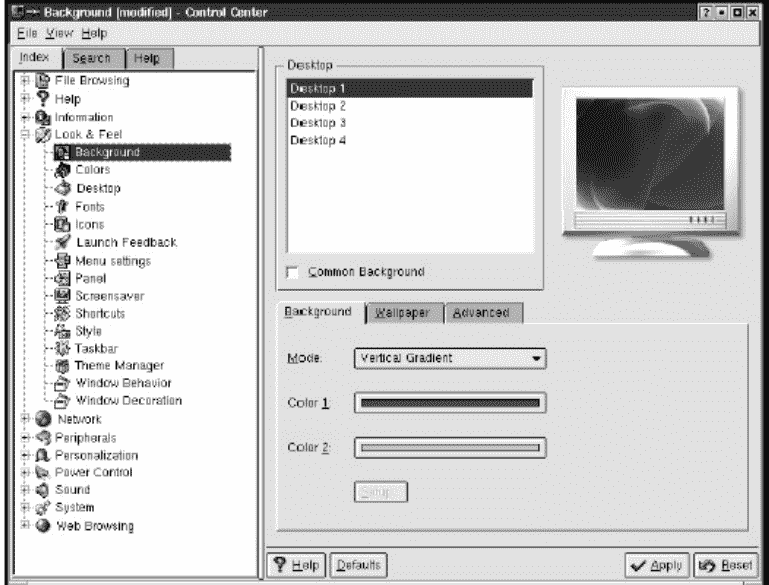 Background [modified] - Control Center
File View Help
Index Search Help
File Browsing
Help
Information
Look & Feel
Background
Colors
Desktop
Fonts
Icons
Launch Feedback
Menu settings
Panel
Screensaver
Shortcuts
Style
Taskbar
Theme Manager
Window Behavior
Window Decoration
Network
Peripherals
Personalization
Power Control
Sound
System
Web Browsing
Desktop
Desktop 1
Desktop 2
Desktop 3
Desktop 4
Common Background
Background Wallpaper Advanced
Mode: Vertical Gradient
Color 1:
Color 2:
Setup...
Help Defaults Apply Reset